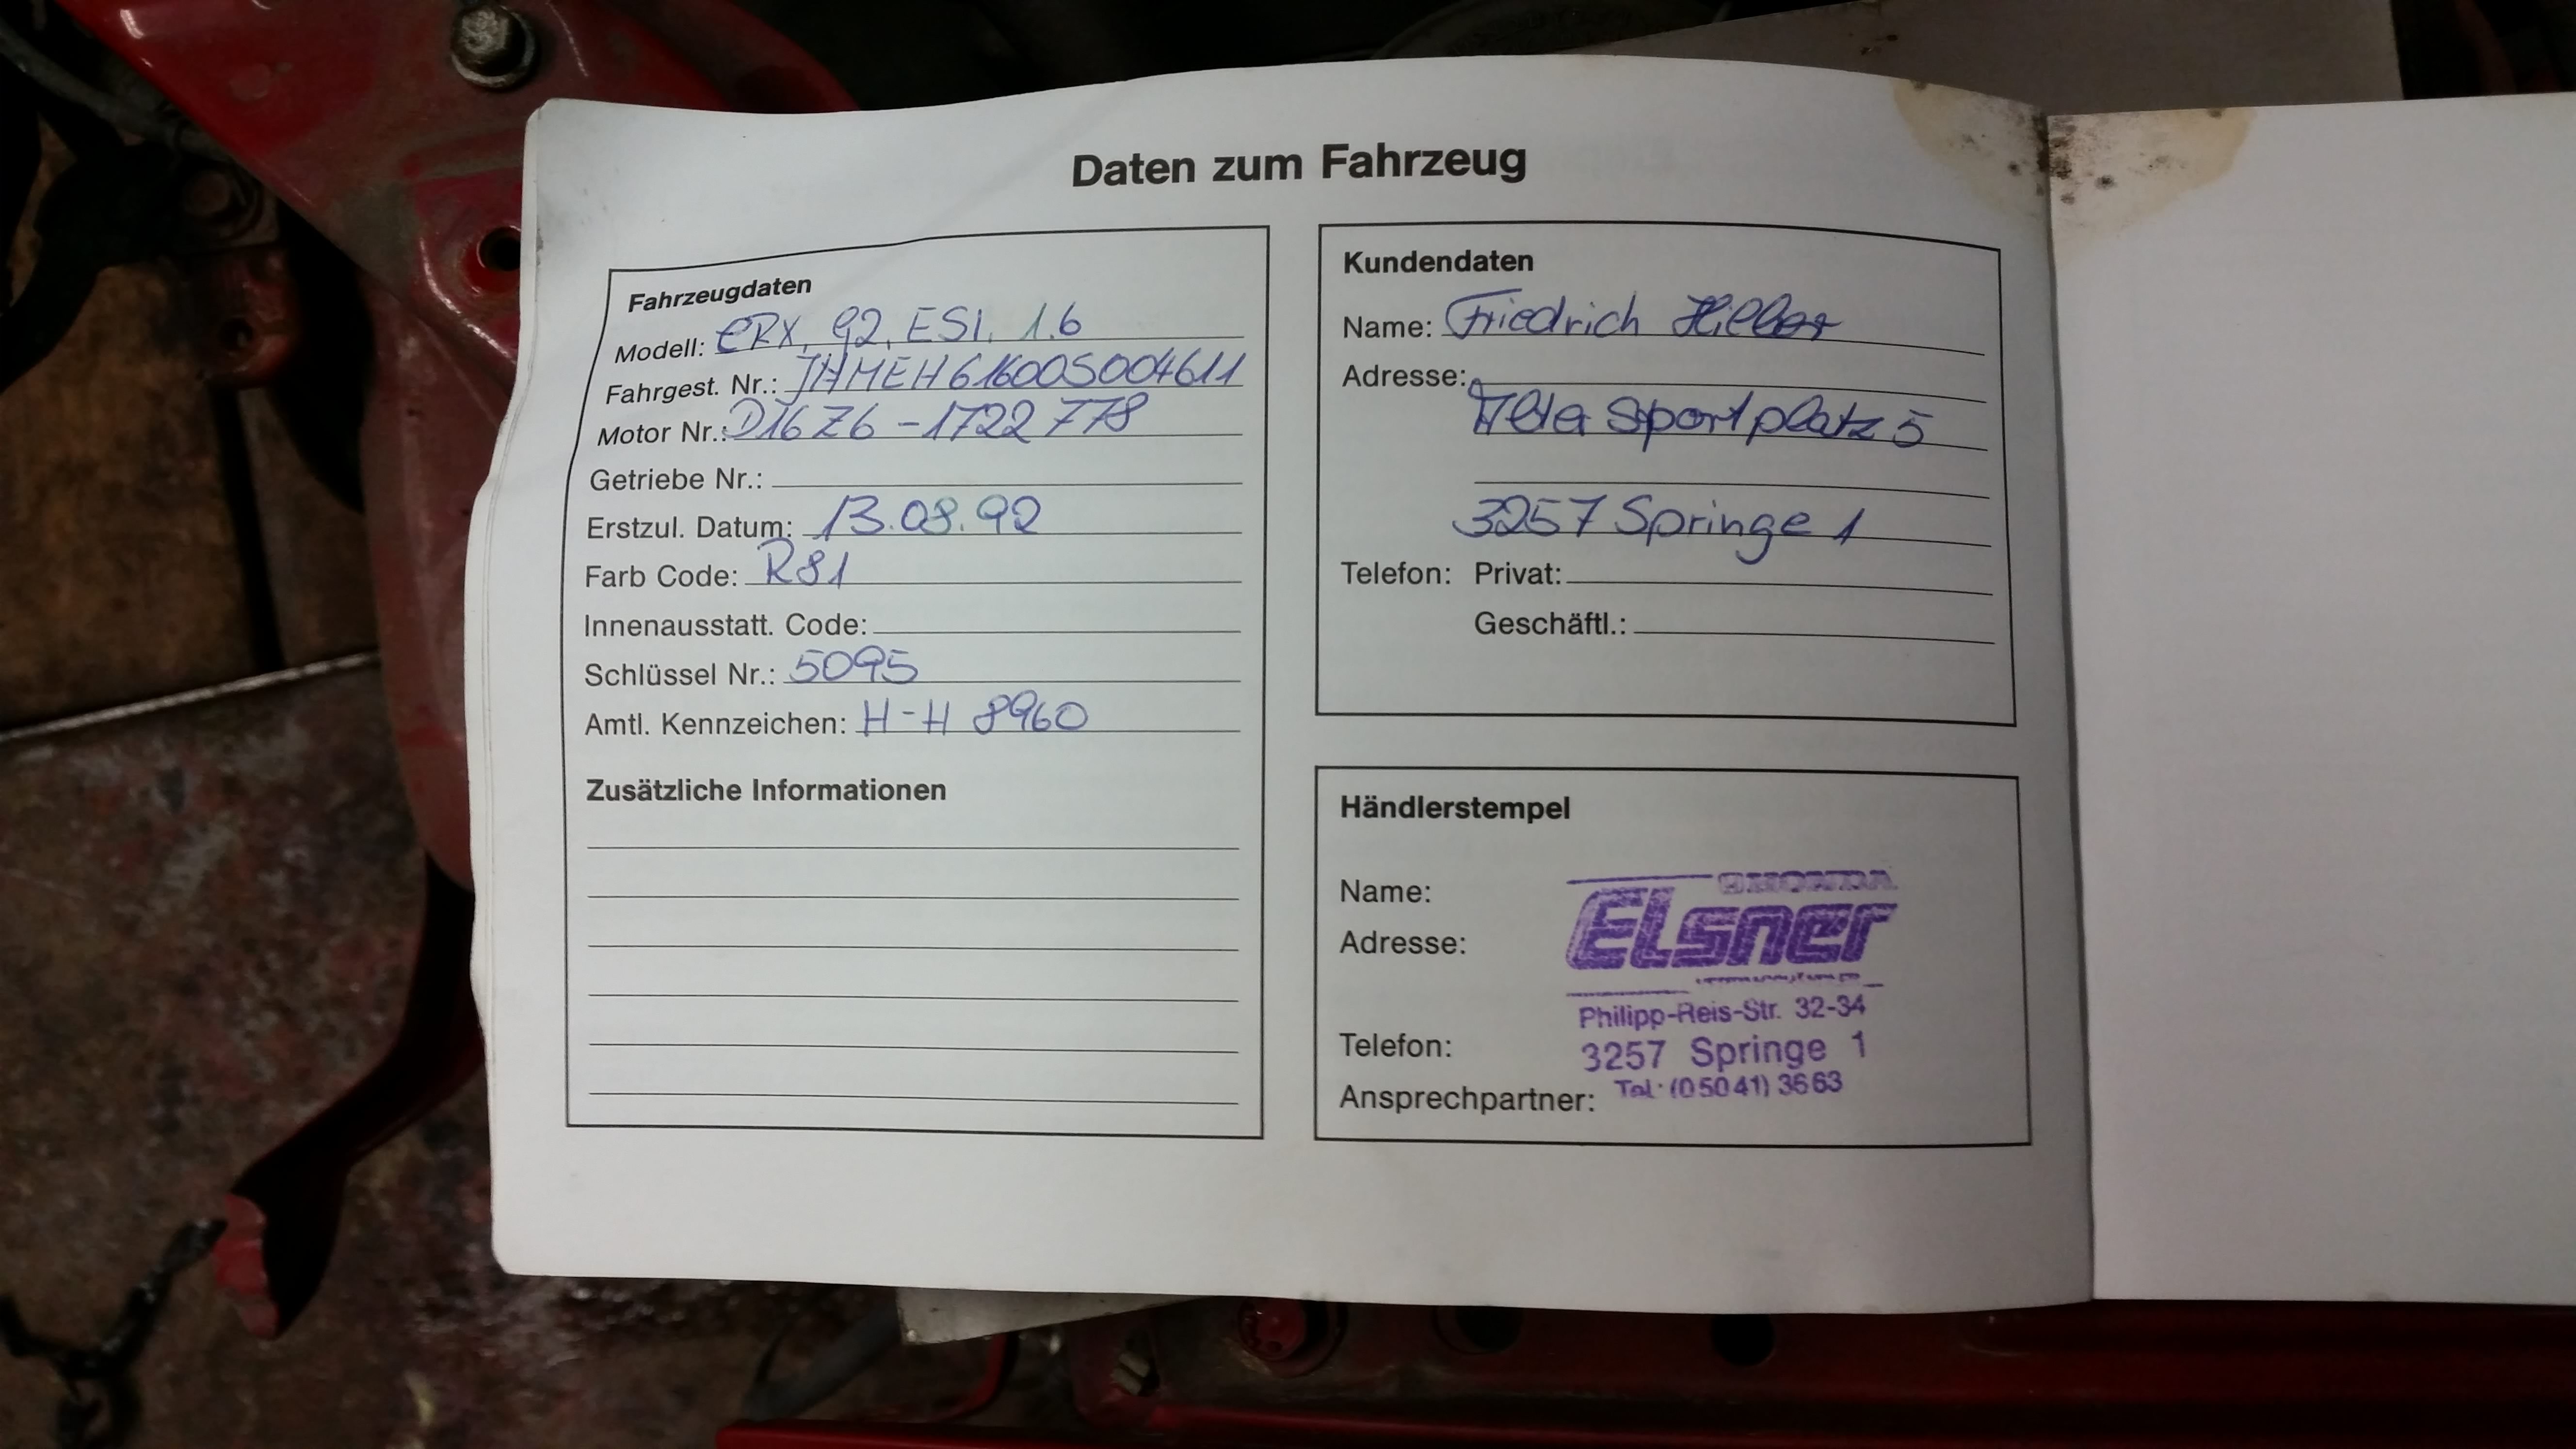 Daten zum Fahrzeug
Fahrzeugdaten
Modell: CRX, 92, ESI, 1.6
Fahrgest. Nr.: JHMEH61600S004611
Motor Nr.: D16Z6 - 1722778
Getriebe Nr.:
Erstzul. Datum: 13.08.92
Farb Code: R81
Innenausstatt. Code:
Schlüssel Nr.: 5095
Amtl. Kennzeichen: H-H 8960
Zusätzliche Informationen
Kundendaten
Name: Friedrich
Adresse:
Sportplatz 5
3257 Springe 1
Telefon: Privat:
Geschäftl.:
Händlerstempel
Name:
Adresse:
Telefon:
Ansprechpartner:
HONDA
Elsner
Philipp-Reis-Str. 32-34
3257 Springe 1
Tel.: (05041) 3663